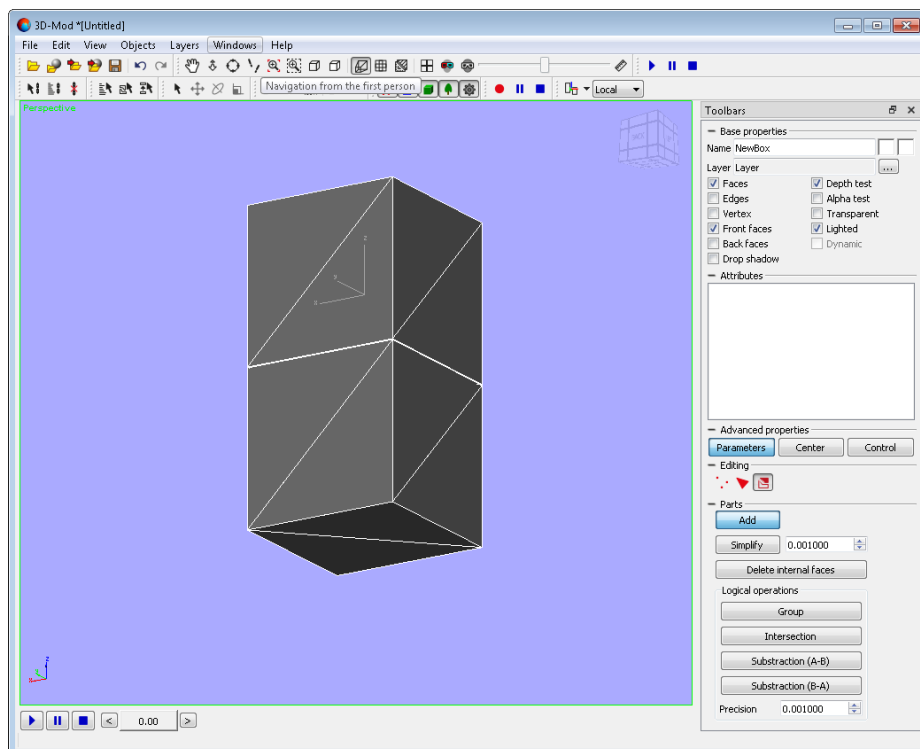 3D-Mod *[Untitled]
File Edit View Objects Layers Windows Help
Navigation from the first person
Local
Perspective
Toolbars
Base properties
Name NewBox
Layer Layer ...
Faces Depth test
Edges Alpha test
Vertex Transparent
Front faces Lighted
Back faces Dynamic
Drop shadow
Attributes
Advanced properties
Parameters Center Control
Editing
Parts
Add
Simplify 0.001000
Delete internal faces
Logical operations
Group
Intersection
Substraction (A-B)
Substraction (B-A)
Precision 0.001000
z
x
z
x
< 0.00 >